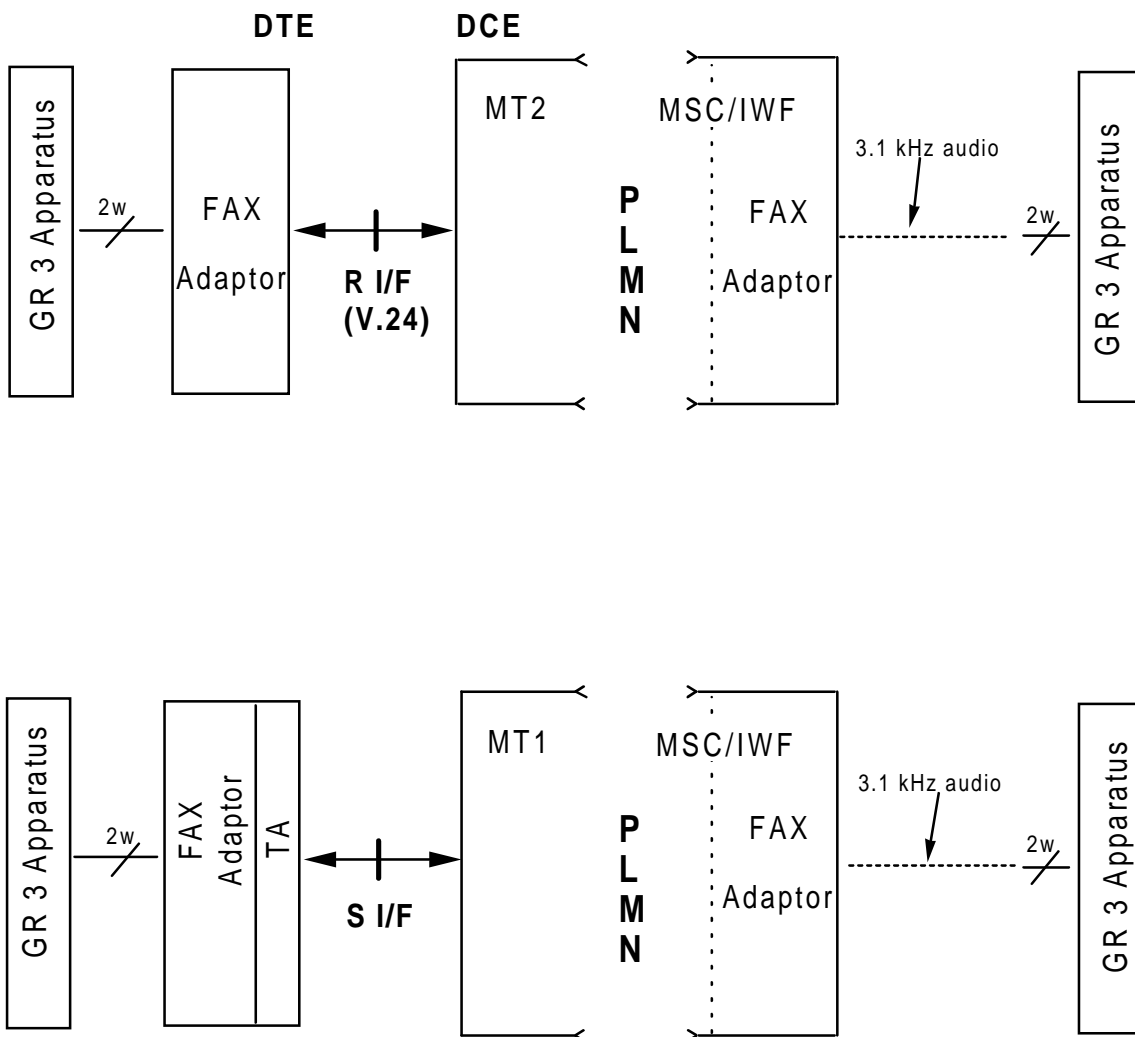 DTE
DCE
GR 3 Apparatus
2w
FAX
Adaptor
R I/F
(V.24)
MT2
P
L
M
N
MSC/IWF
FAX
Adaptor
3.1 kHz audio
2w
GR 3 Apparatus
GR 3 Apparatus
2w
FAX
Adaptor
TA
S I/F
MT1
P
L
M
N
MSC/IWF
FAX
Adaptor
3.1 kHz audio
2w
GR 3 Apparatus